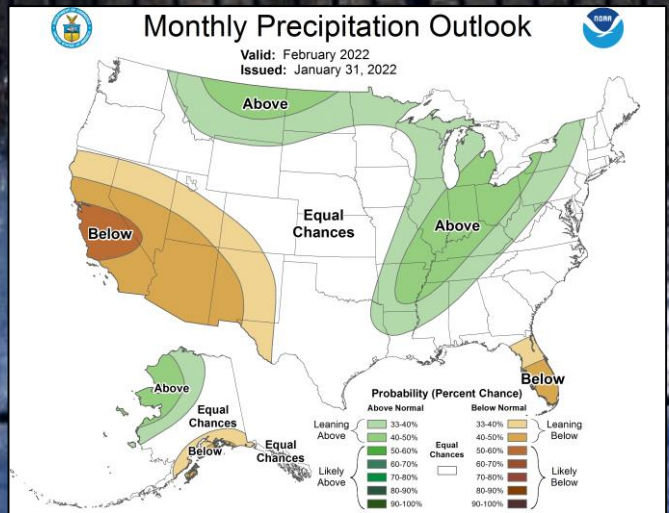 Monthly Precipitation Outlook
NOAA
Valid: February 2022
Issued: January 31, 2022
Above
Equal
Chances
Below
Above
Below
Above
Equal
Chances
Below
Equal
Chances
Probability (Percent Chance)
Above Normal
Below Normal
Leaning
Above
33-40%
40-50%
Likely
Above
50-60%
60-70%
70-80%
80-90%
90-100%
Equal
Chances
33-40%
40-50%
Leaning
Below
50-60%
60-70%
70-80%
80-90%
90-100%
Likely
Below